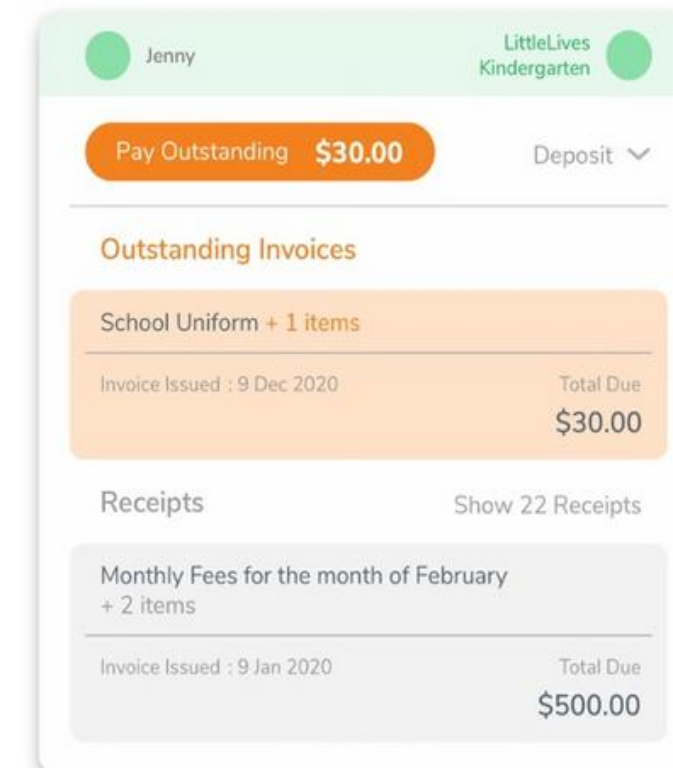 Jenny
LittleLives
Kindergarten
Pay Outstanding $30.00
Deposit
Outstanding Invoices
School Uniform + 1 items
Invoice Issued : 9 Dec 2020
Total Due
$30.00
Receipts
Show 22 Receipts
Monthly Fees for the month of February
+ 2 items
Invoice Issued : 9 Jan 2020
Total Due
$500.00